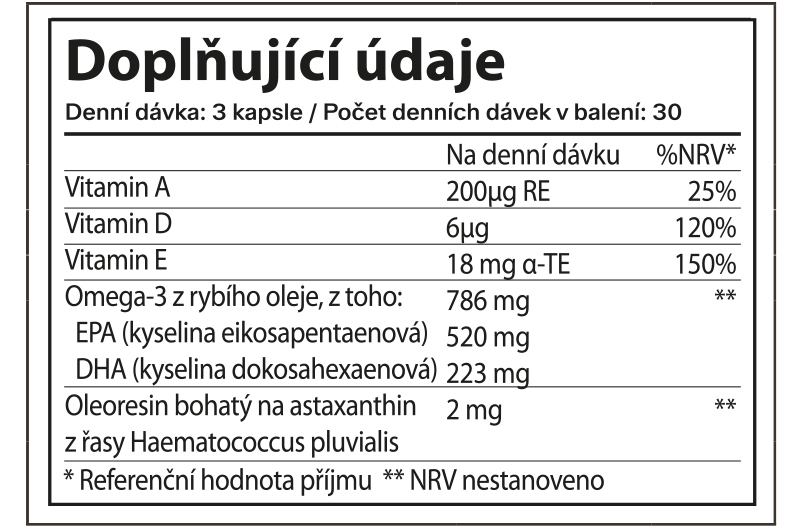 Doplňující údaje
Denní dávka: 3 kapsle / Počet denních dávek v balení: 30
Na denní dávku %NRV*
Vitamin A 200µg RE 25%
Vitamin D 6µg 120%
Vitamin E 18 mg α-TE 150%
Omega-3 z rybího oleje, z toho: 786 mg **
EPA (kyselina eikosapentaenová) 520 mg
DHA (kyselina dokosahexaenová) 223 mg
Oleoresin bohatý na astaxanthin 2 mg **
z řasy Haematococcus pluvialis
* Referenční hodnota příjmu ** NRV nestanoveno